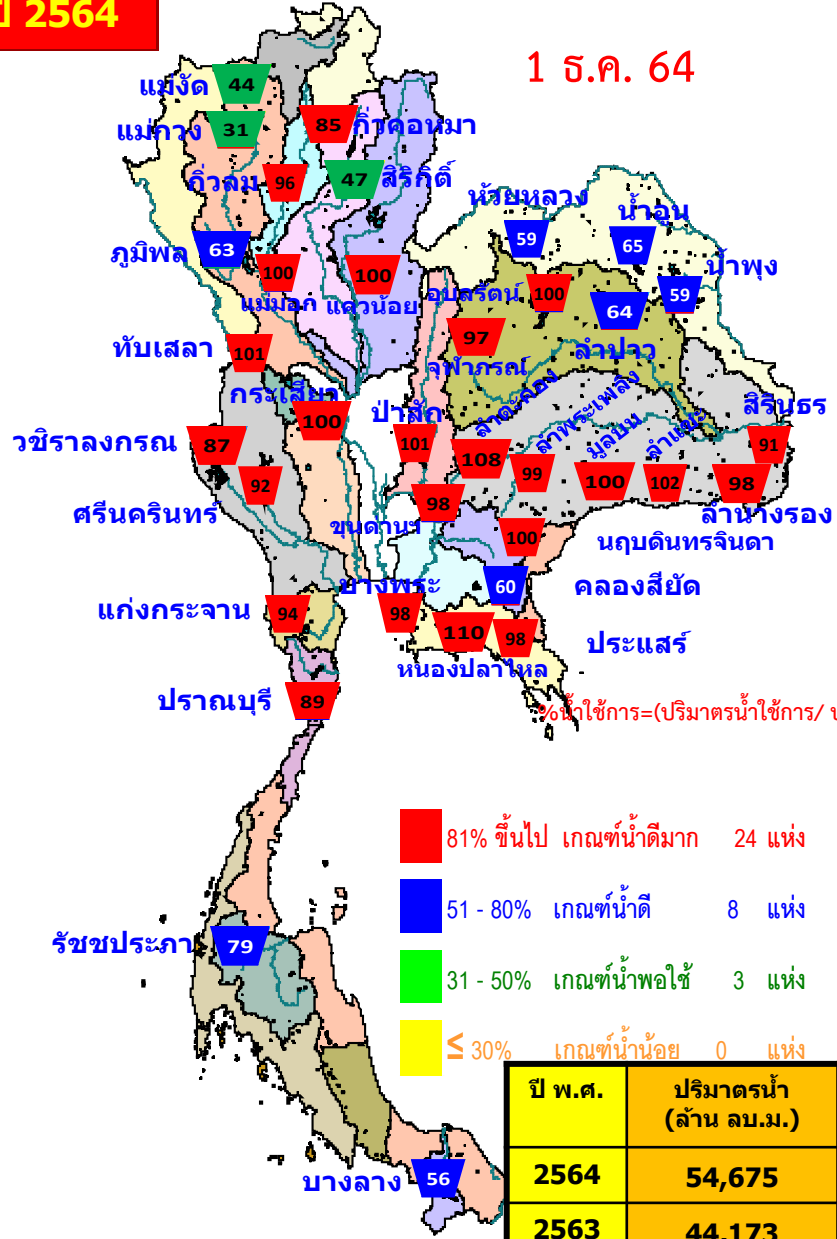 ปี 2564
1 ธ.ค. 64
แม่งัด 44
แม่กวง 31
85 กิ่วคอหมา
กิ่วลม 96
47 สิริกิติ์
ห้วยหลวง
59
น้ำอูน
65
ภูมิพล 63
น้ำพุง
59
100
แม่มอก
100
แควน้อย
อุบลรัตน์ 100
64
ลำปาว
97
จุฬาภรณ์
ทับเสลา
101
กระเสียว
100
ป่าสัก
101
ลำตะคอง
108
ลำพระเพลิง
99
มูลบน
100
ลำแชะ
102
สิรินธร
91
วชิราลงกรณ
87
92
ศรีนครินทร์
98
ลำนางรอง
98
ขุนด่านฯ
100
นฤบดินทรจินดา
60
คลองสียัด
บางพระ
98
แก่งกระจาน 94
110
หนองปลาไหล
98
ประแสร์
ปราณบุรี 89
%น้ำใช้การ=(ปริมาตรน้ำใช้การ/
81% ขึ้นไป เกณฑ์น้ำดีมาก 24 แห่ง
51 - 80% เกณฑ์น้ำดี 8 แห่ง
31 - 50% เกณฑ์น้ำพอใช้ 3 แห่ง
≤ 30% เกณฑ์น้ำน้อย 0 แห่ง
รัชชประภา 79
บางลาง 56
ปี พ.ศ. ปริมาตรน้ำ
(ล้าน ลบ.ม.)
2564 54,675
2563 44,173